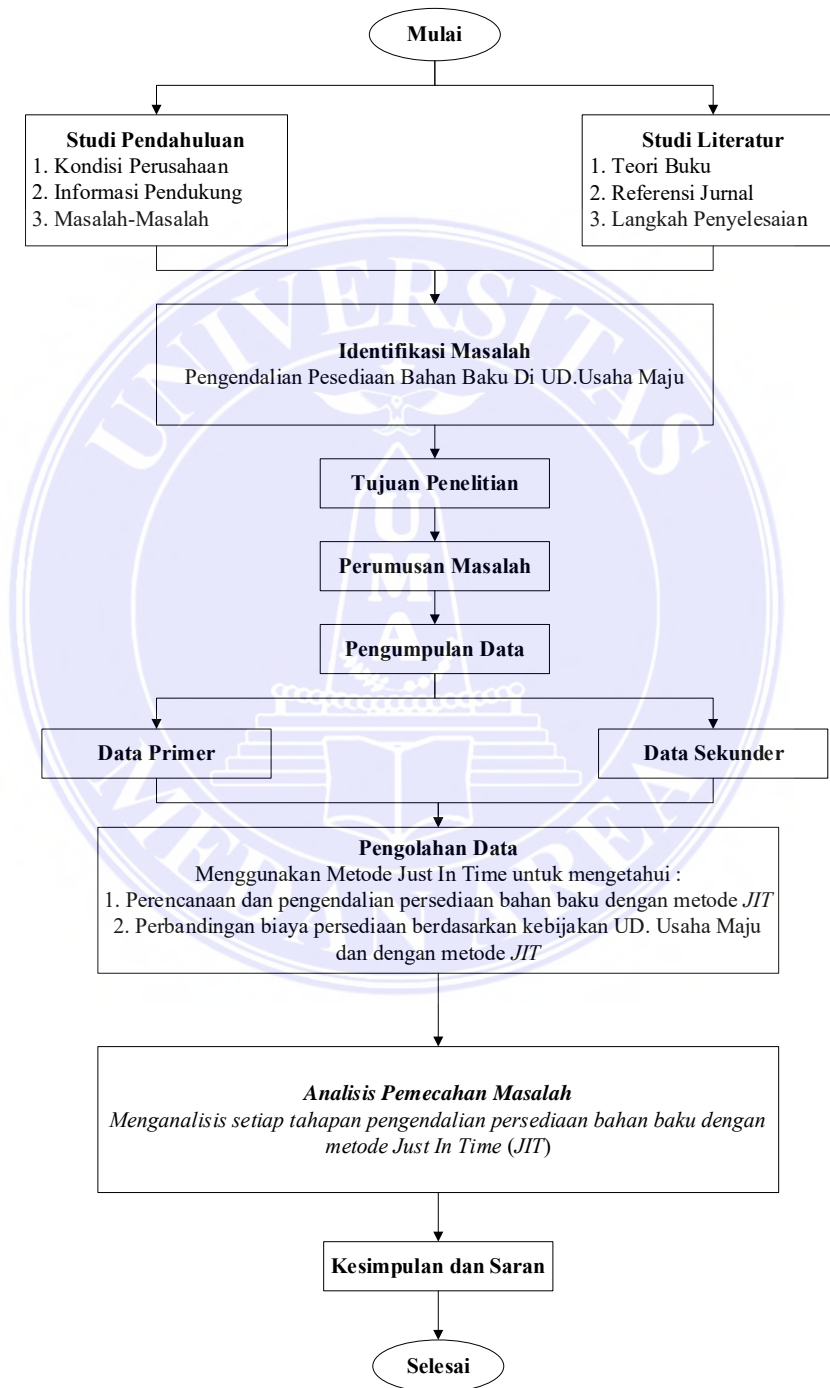 Mulai
Studi Pendahuluan
1. Kondisi Perusahaan
2. Informasi Pendukung
3. Masalah-Masalah
Studi Literatur
1. Teori Buku
2. Referensi Jurnal
3. Langkah Penyelesaian
Identifikasi Masalah
Pengendalian Pesediaan Bahan Baku Di UD.Usaha Maju
Tujuan Penelitian
Perumusan Masalah
Pengumpulan Data
Data Primer
Data Sekunder
Pengolahan Data
Menggunakan Metode Just In Time untuk mengetahui :
1. Perencanaan dan pengendalian persediaan bahan baku dengan metode JIT
2. Perbandingan biaya persediaan berdasarkan kebijakan UD. Usaha Maju
dan dengan metode JIT
Analisis Pemecahan Masalah
Menganalisis setiap tahapan pengendalian persediaan bahan baku dengan
metode Just In Time (JIT)
Kesimpulan dan Saran
Selesai
UNIVERSITAS
UMA
MEDAN AREA